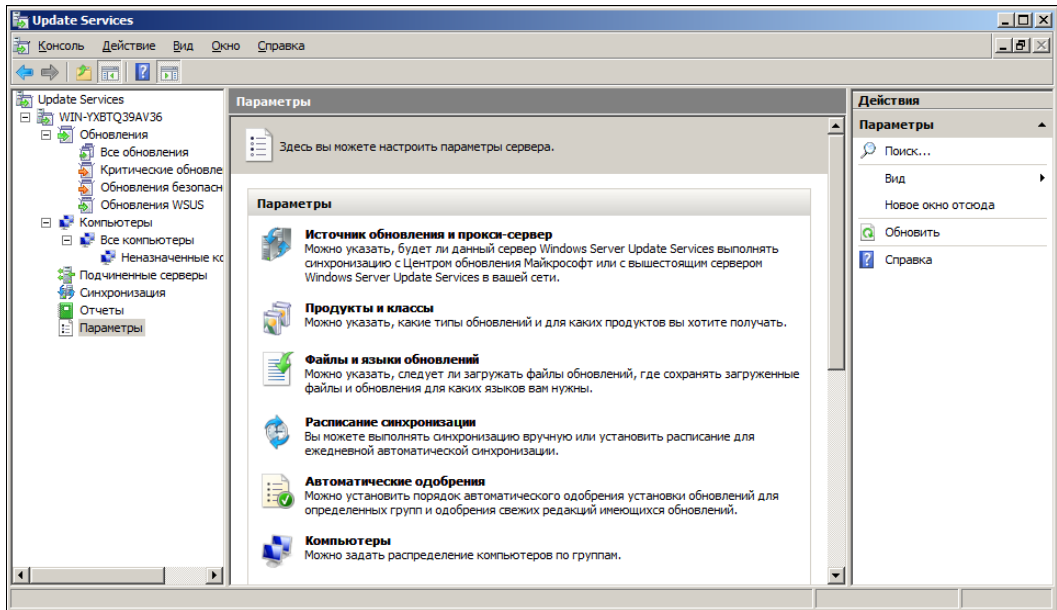 Update Services
Консоль Действие Вид Окно Справка
Update Services
WIN-YXBTQ39AV36
Обновления
Все обновления
Критические обновле
Обновления безопасн
Обновления WSUS
Компьютеры
Все компьютеры
Неназначенные кс
Подчиненные серверы
Синхронизация
Отчеты
Параметры
Параметры
Здесь вы можете настроить параметры сервера.
Параметры
Источник обновления и прокси-сервер
Можно указать, будет ли данный сервер Windows Server Update Services выполнять
синхронизацию с Центром обновления Майкрософт или с вышестоящим сервером
Windows Server Update Services в вашей сети.
Продукты и классы
Можно указать, какие типы обновлений и для каких продуктов вы хотите получать.
Файлы и языки обновлений
Можно указать, следует ли загружать файлы обновлений, где сохранять загруженные
файлы и обновления для каких языков вам нужны.
Расписание синхронизации
Вы можете выполнять синхронизацию вручную или установить расписание для
ежедневной автоматической синхронизации.
Автоматические одобрения
Можно установить порядок автоматического одобрения установки обновлений для
определенных групп и одобрения свежих редакций имеющихся обновлений.
Компьютеры
Можно задать распределение компьютеров по группам.
Действия
Параметры
Поиск...
Вид
Новое окно отсюда
Обновить
Справка